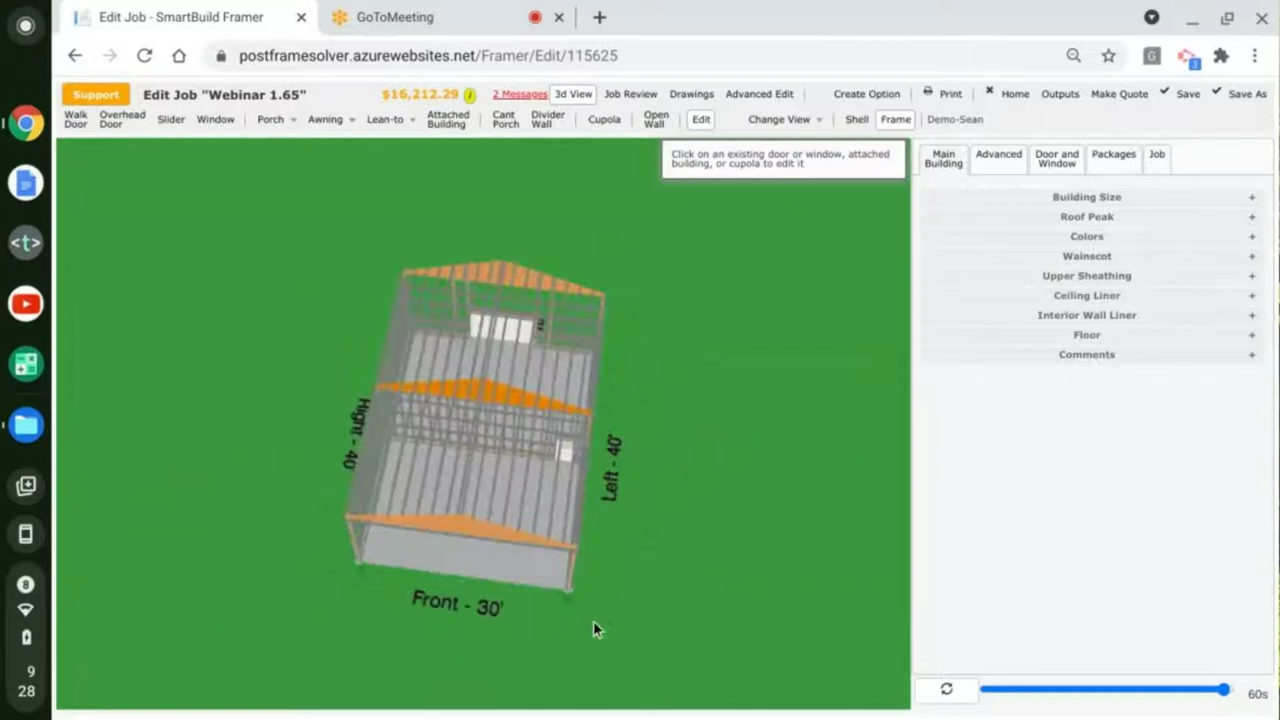 Edit Job - SmartBuild Framer
GoToMeeting
postframesolver.azurewebsites.net/Framer/Edit/115625
G
3
Support
Edit Job "Webinar 1.65"
$16,212.29
i
2 Messages
3d View
Job Review
Drawings
Advanced Edit
Create Option
Print
Home
Outputs
Make Quote
Save
Save As
Walk Door
Overhead Door
Slider
Window
Porch
Awning
Lean-to
Attached Building
Cant Porch
Divider Wall
Cupola
Open Wall
Edit
Change View
Shell
Frame
Demo-Sean
Click on an existing door or window, attached
building, or cupola to edit it
Main Building
Advanced
Door and Window
Packages
Job
Building Size +
Roof Peak +
Colors +
Wainscot +
Upper Sheathing +
Ceiling Liner +
Interior Wall Liner +
Floor +
Comments +
Right - 40'
Left - 40'
Front - 30'
60s
<t>
8
9
28